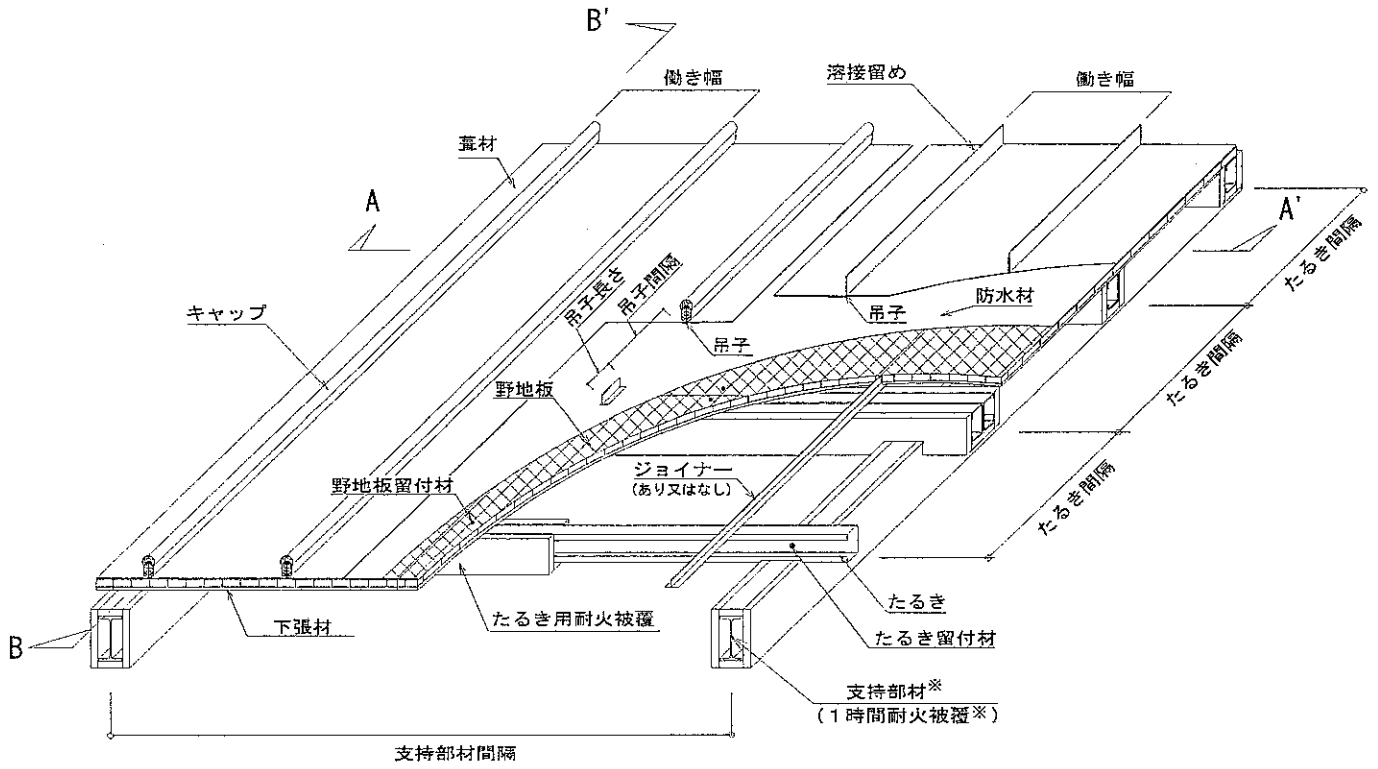 B'
働き幅
溶接留め
働き幅
葺材
A
A'
たるき間隔
吊子長さ
吊子間隔
防水材
吊子
キャップ
吊子
たるき間隔
野地板
ジョイナー
(あり又はなし)
野地板留付材
たるき間隔
たるき
たるき用耐火被覆
下張材
たるき留付材
B
支持部材※
(1時間耐火被覆※)
支持部材間隔